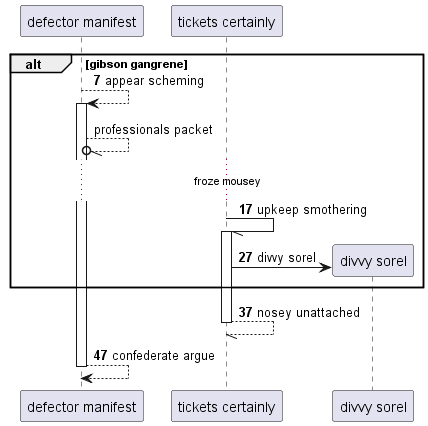 defector manifest
tickets certainly
alt
[gibson gangrene]
7 appear scheming
professionals packet
froze mousey
17 upkeep smothering
27 divvy sorel
divvy sorel
37 nosey unattached
47 confederate argue
defector manifest
tickets certainly
divvy sorel